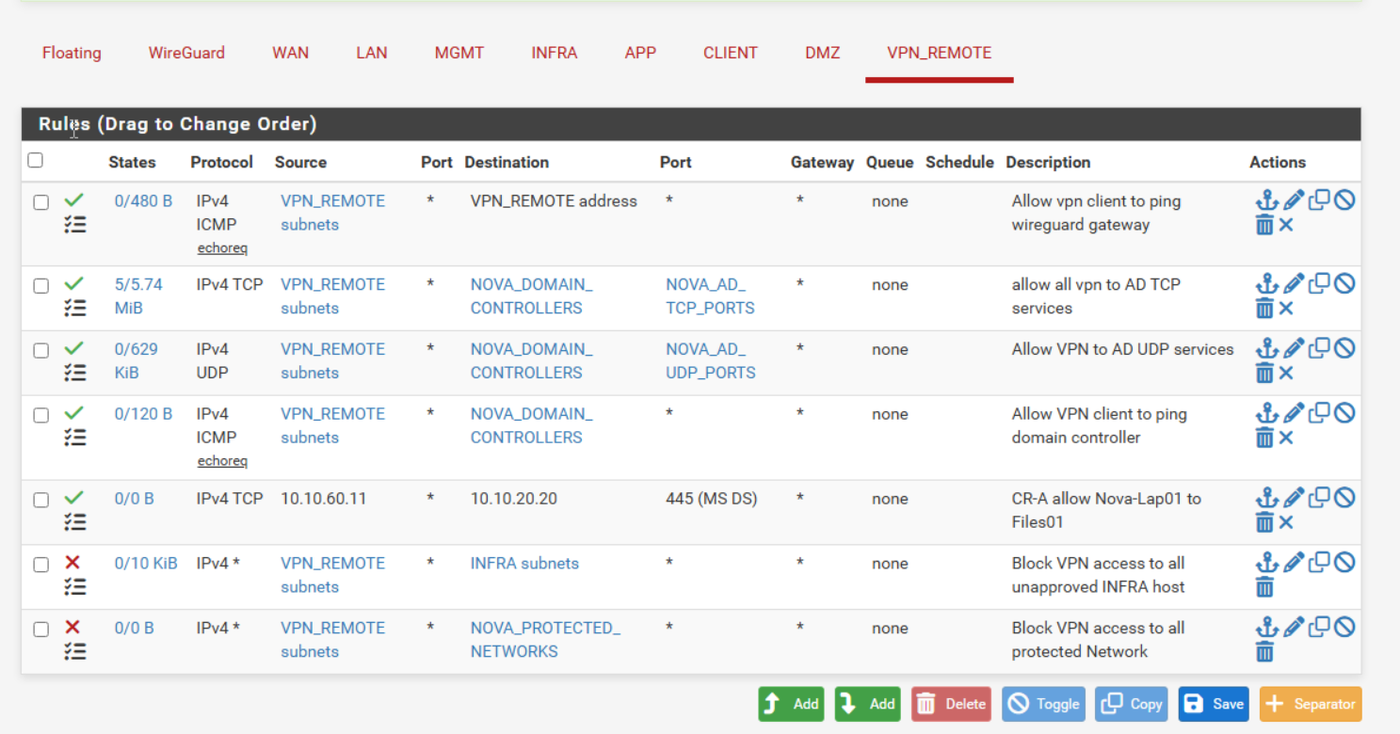 Floating WireGuard WAN LAN MGMT INFRA APP CLIENT DMZ VPN_REMOTE
Rules (Drag to Change Order)
States Protocol Source Port Destination Port Gateway Queue Schedule Description Actions
0/480 B IPv4 VPN_REMOTE * VPN_REMOTE address * * none Allow vpn client to ping
ICMP subnets wireguard gateway
echoreq
5/5.74 IPv4 TCP VPN_REMOTE * NOVA_DOMAIN_ NOVA_AD_ * none allow all vpn to AD TCP
MiB subnets CONTROLLERS TCP_PORTS services
0/629 IPv4 VPN_REMOTE * NOVA_DOMAIN_ NOVA_AD_ * none Allow VPN to AD UDP services
KiB UDP subnets CONTROLLERS UDP_PORTS
0/120 B IPv4 VPN_REMOTE * NOVA_DOMAIN_ * * none Allow VPN client to ping
ICMP subnets CONTROLLERS domain controller
echoreq
0/0 B IPv4 TCP 10.10.60.11 * 10.10.20.20 445 (MS DS) * none CR-A allow Nova-Lap01 to
Files01
0/10 KiB IPv4 * VPN_REMOTE * INFRA subnets * * none Block VPN access to all
subnets unapproved INFRA host
0/0 B IPv4 * VPN_REMOTE * NOVA_PROTECTED_ * * none Block VPN access to all
subnets NETWORKS protected Network
Add Add Delete Toggle Copy Save Separator